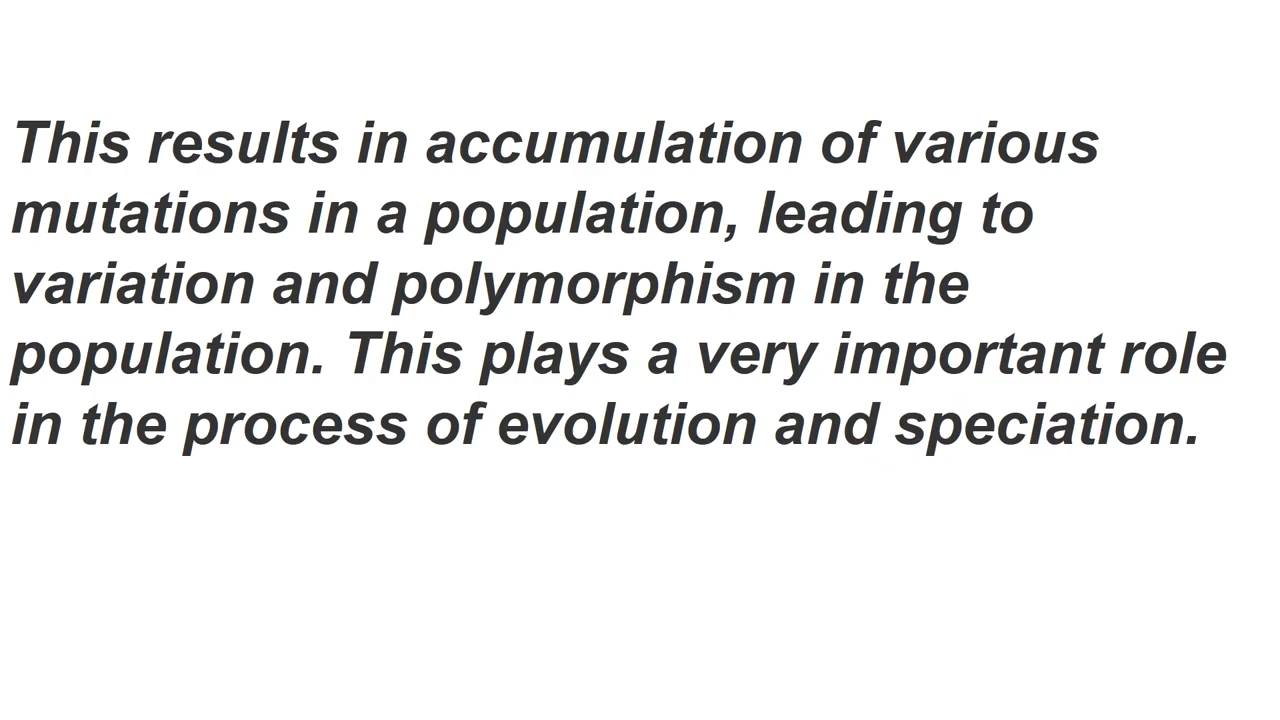 This results in accumulation of various
mutations in a population, leading to
variation and polymorphism in the
population. This plays a very important role
in the process of evolution and speciation.